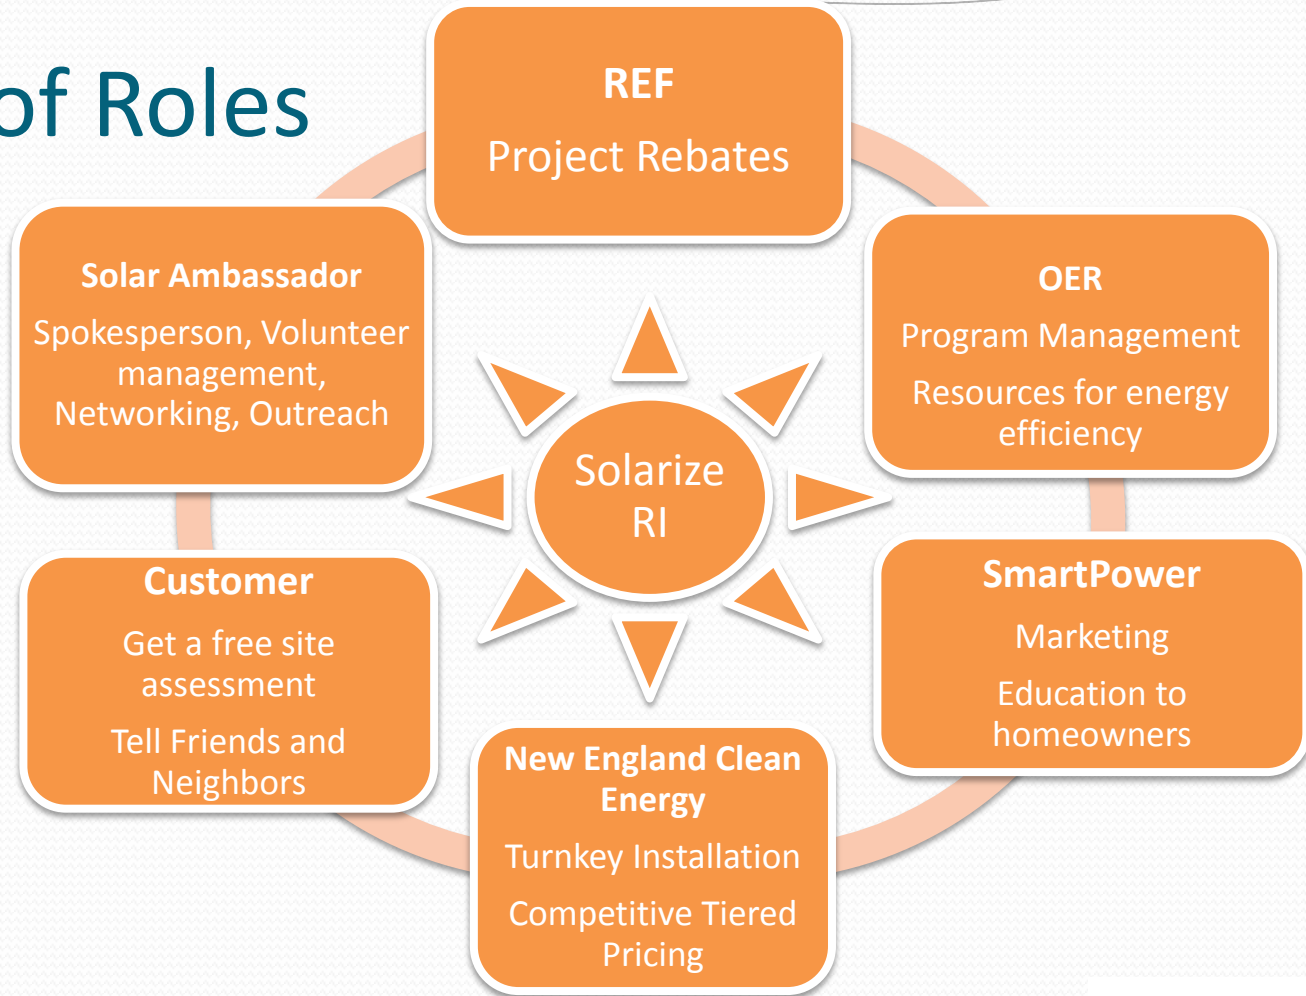 of Roles
REF
Project Rebates
Solar Ambassador
Spokesperson, Volunteer
management,
Networking, Outreach
OER
Program Management
Resources for energy
efficiency
Solarize
RI
Customer
Get a free site
assessment
Tell Friends and
Neighbors
SmartPower
Marketing
Education to
homeowners
New England Clean
Energy
Turnkey Installation
Competitive Tiered
Pricing